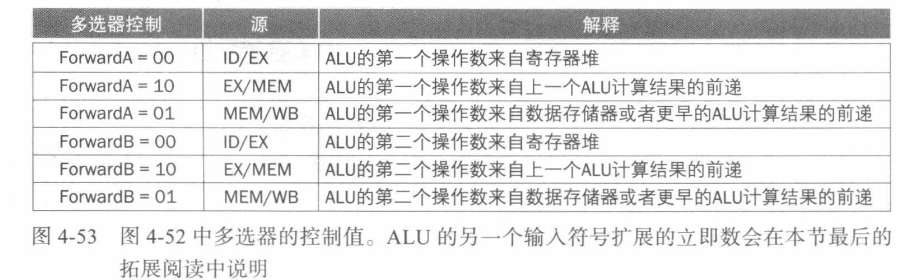 多选器控制 源 解释
ForwardA = 00 ID/EX ALU的第一个操作数来自寄存器堆
ForwardA = 10 EX/MEM ALU的第一个操作数来自上一个ALU计算结果的前递
ForwardA = 01 MEM/WB ALU的第一个操作数来自数据存储器或者更早的ALU计算结果的前递
ForwardB = 00 ID/EX ALU的第二个操作数来自寄存器堆
ForwardB = 10 EX/MEM ALU的第二个操作数来自上一个ALU计算结果的前递
ForwardB = 01 MEM/WB ALU的第二个操作数来自数据存储器或者更早的ALU计算结果的前递
图 4-53 图 4-52 中多选器的控制值。ALU 的另一个输入符号扩展的立即数会在本节最后的
拓展阅读中说明